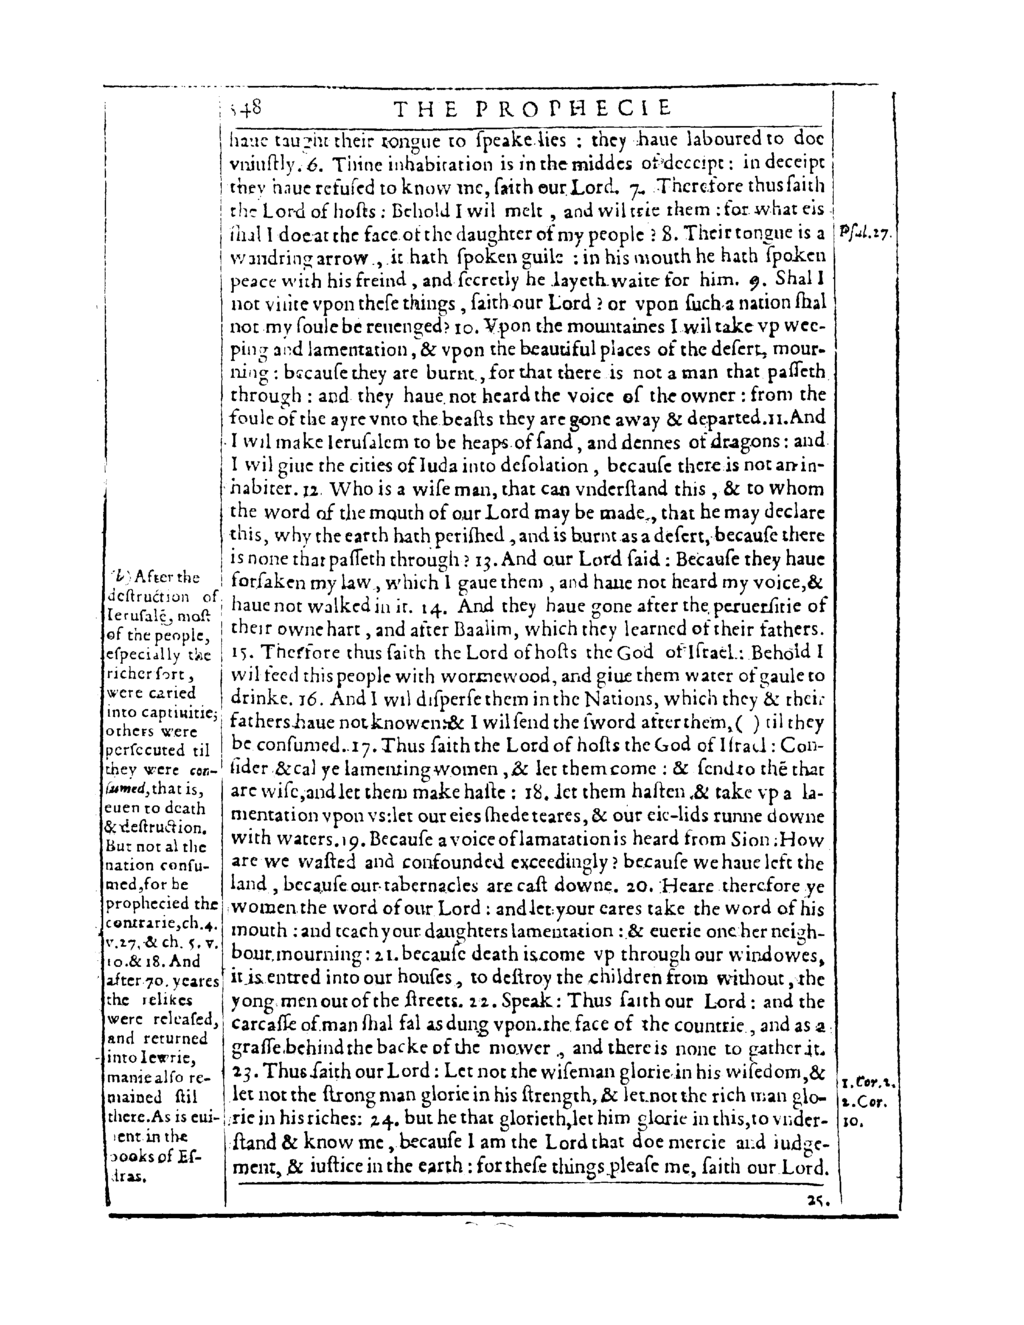 548 THE PROPHECIE
haue taught their tongue to ſpeake lies : they haue laboured to doe
vniuſtly. 6. Thine inhabitation is in the middes of deceipt : in deceipt
they haue refuſed to know me, ſaith our Lord. 7. Therefore thus ſaith
the Lord of hoſts : Behold I wil melt , and wil trie them : for what els
ſhal I doe at the face of the daughter of my people ? 8. Their tongue is a
wandring arrow , it hath ſpoken guile : in his mouth he hath ſpoken
peace with his freind , and ſecretly he layeth waite for him. 9. Shal I
not viſite vpon theſe things , ſaith our Lord ? or vpon ſuch a nation ſhal
not my ſoule be reuenged? 10. Vpon the mountaines I wil take vp wee-
ping and lamentation, & vpon the beautiful places of the deſert, mour-
ning : becauſe they are burnt , for that there is not a man that paſſeth
through : and they haue not heard the voice of the owner : from the
foule of the ayre vnto the beaſts they are gone away & departed. 11. And
I wil make Ieruſalem to be heaps of ſand , and dennes of dragons : and
I wil giue the cities of Iuda into deſolation , becauſe there is not an in-
habiter. 12. Who is a wiſe man, that can vnderſtand this , & to whom
the word of the mouth of our Lord may be made , that he may declare
this, why the earth hath periſhed , and is burnt as a deſert, becauſe there
is none that paſſeth through ? 13. And our Lord ſaid : Becauſe they haue
forſaken my law , which I gaue them , and haue not heard my voice, &
haue not walked in it. 14. And they haue gone after the peruerſitie of
their owne hart , and after Baalim, which they learned of their fathers.
15. Therfore thus ſaith the Lord of hoſts the God of Iſrael : Behold I
wil feed this people with wormewood, and giue them water of gaule to
drinke. 16. And I wil diſperſe them in the Nations, which they & their
fathers haue not knowen: & I wil ſend the ſword after them, ( ) til they
be conſumed. 17. Thus ſaith the Lord of hoſts the God of Iſrael : Con-
ſider & cal ye lamenting women , & let them come : & ſend to thē that
are wiſe, and let them make haſte : 18. let them haſten , & take vp a la-
mentation vpon vs: let our eies ſhede teares, & our eie-lids runne downe
with waters. 19. Becauſe a voice of lamatation is heard from Sion : How
are we waſted and confounded exceedingly ? becauſe we haue left the
land , becauſe our tabernacles are caſt downe. 20. Heare therefore ye
women the word of our Lord : and let your eares take the word of his
mouth : and teach your daughters lamentation : & euerie one her neigh-
bour mourning : 21. becauſe death is come vp through our windowes,
it is entred into our houſes , to deſtroy the children from without , the
yong men out of the ſtreets. 22. Speak : Thus ſaith our Lord : and the
carcaſſe of man ſhal fal as dung vpon the face of the countrie , and as a
graſſe behind the backe of the mower , and there is none to gather it.
23. Thus ſaith our Lord : Let not the wiſeman glorie in his wiſedom, &
let not the ſtrong man glorie in his ſtrength, & let not the rich man glo-
rie in his riches : 24. but he that glorieth, let him glorie in this, to vnder-
ſtand & know me , becauſe I am the Lord that doe mercie and iudge-
ment, & iuſtice in the earth : for theſe things pleaſe me, ſaith our Lord.
25.
(b) After the
deſtruction of
Ieruſalē, moſt
of the people,
eſpecially the
richer ſort ,
were caried
into captiuitie;
others were
perſecuted til
they were con-
ſumed, that is,
euen to death
& deſtruction.
But not al the
nation conſu-
med, for he
prophecied the
contrarie, ch. 4.
v. 27. & ch. 5. v.
10. & 18. And
after 70. yeares
the relikes
were releaſed,
and returned
into Iewrie,
manie alſo re-
mained ſtil
there. As is eui-
dent in the
books of Eſ-
dras.
Pſal. 27.
1. Cor. 1.
2. Cor.
10.